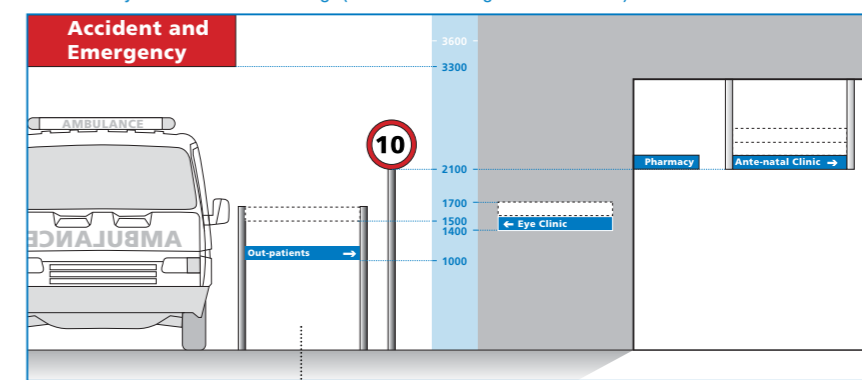 Accident and
Emergency
3600
3300
AMBULANCE
10
2100
Pharmacy
Ante-natal Clinic →
1700
1500
← Eye Clinic
1400
AMBULANCE
Out-patients →
1000